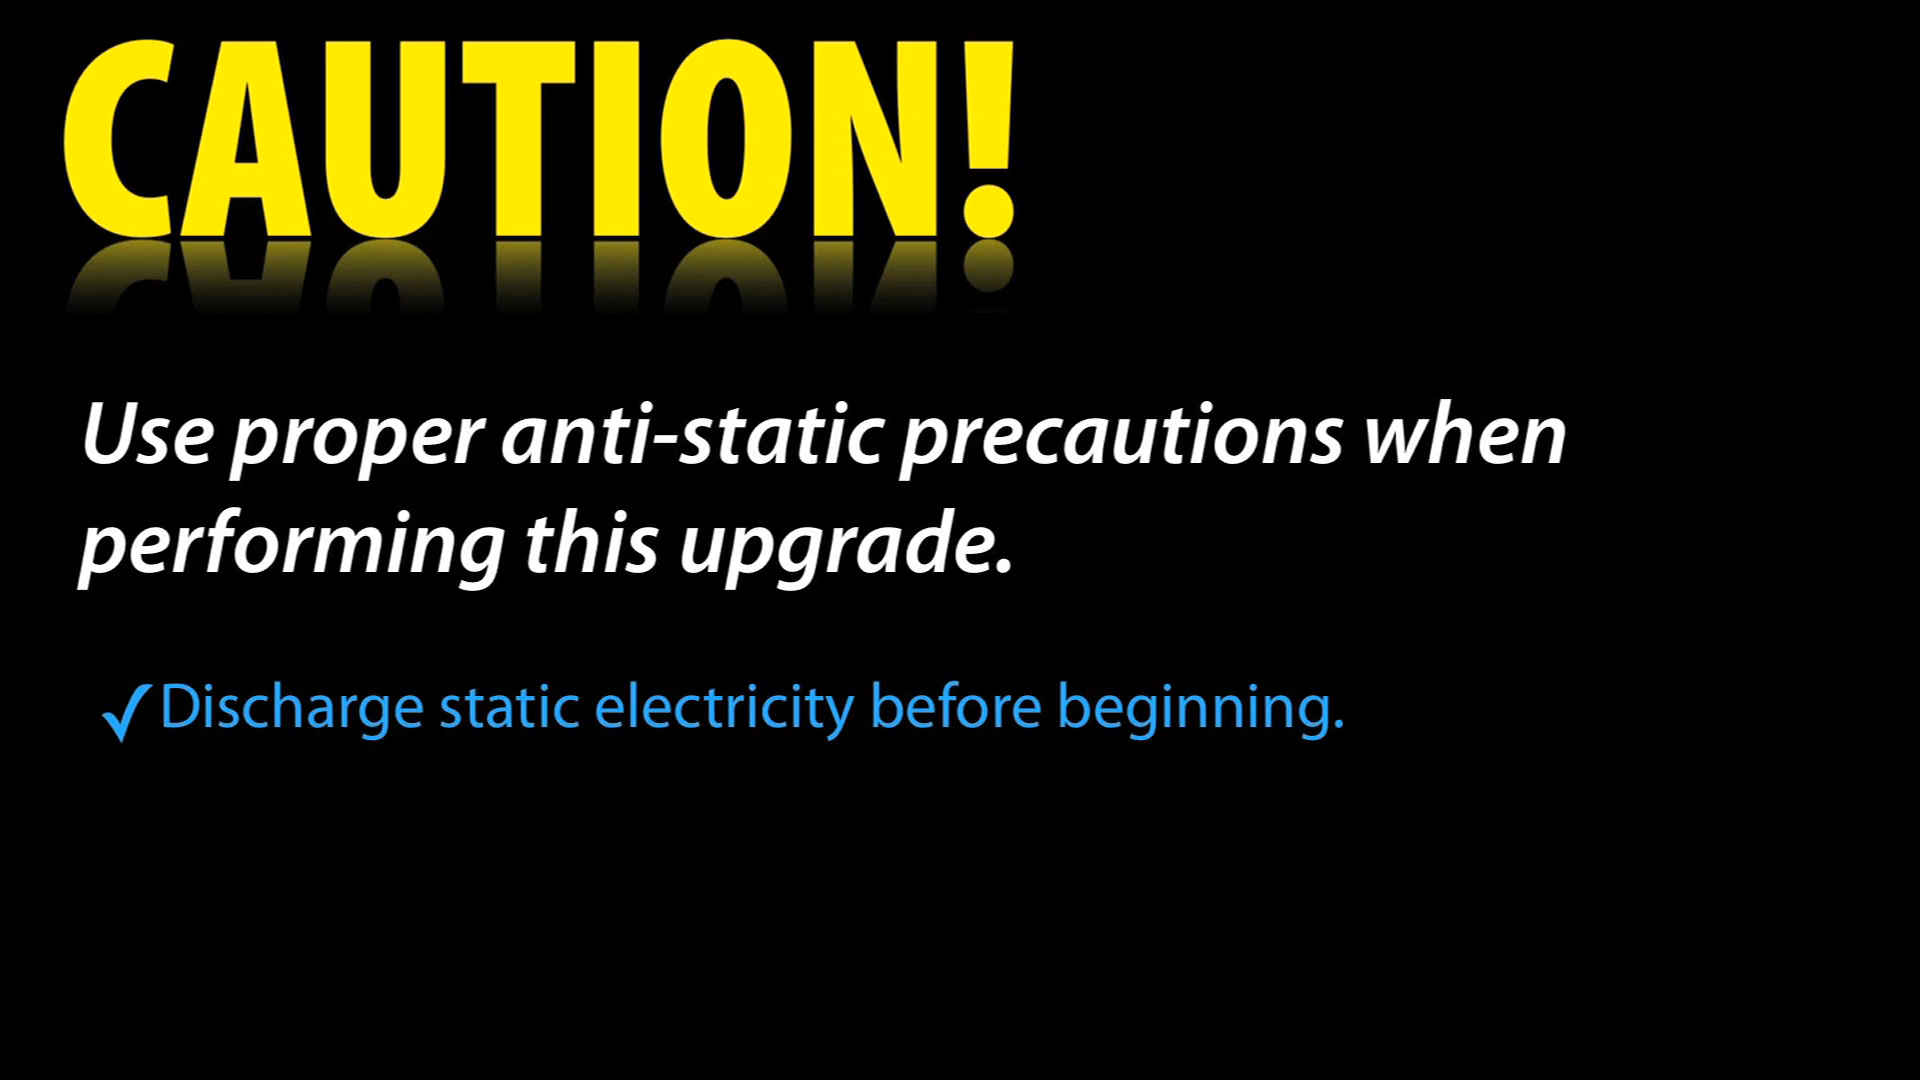 CAUTION!
Use proper anti-static precautions when
performing this upgrade.
✓Discharge static electricity before beginning.